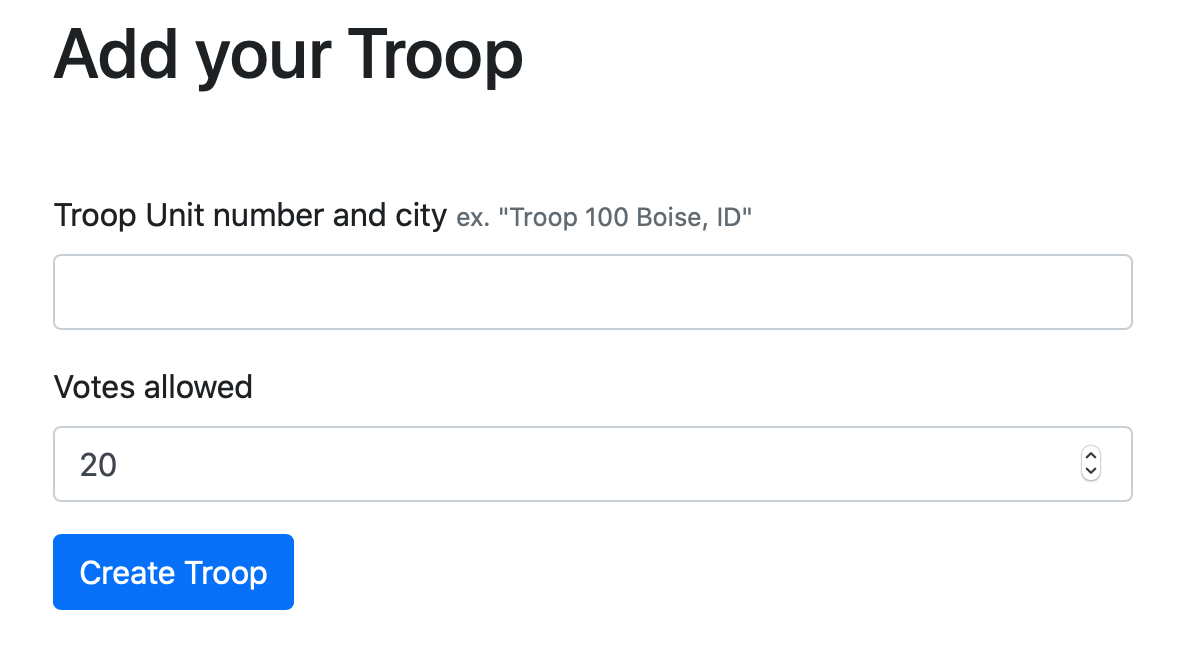 Add your Troop
Troop Unit number and city ex. "Troop 100 Boise, ID"
Votes allowed
20
Create Troop